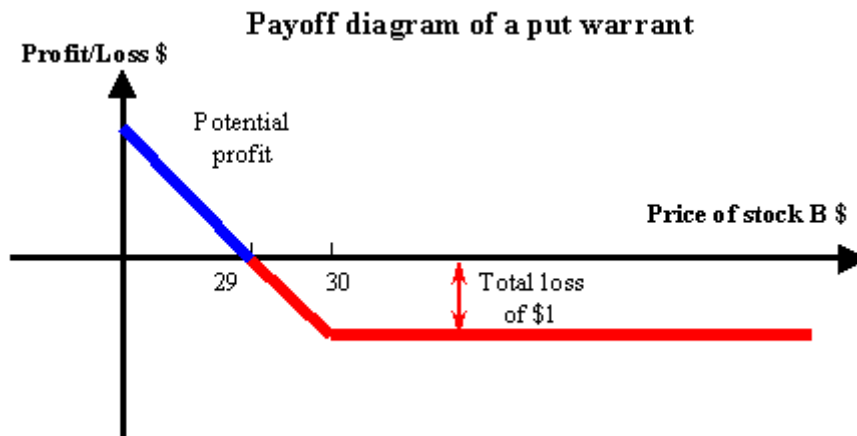 Payoff diagram of a put warrant
Profit/Loss $
Potential
profit
Price of stock B $
29
30
Total loss
of $1